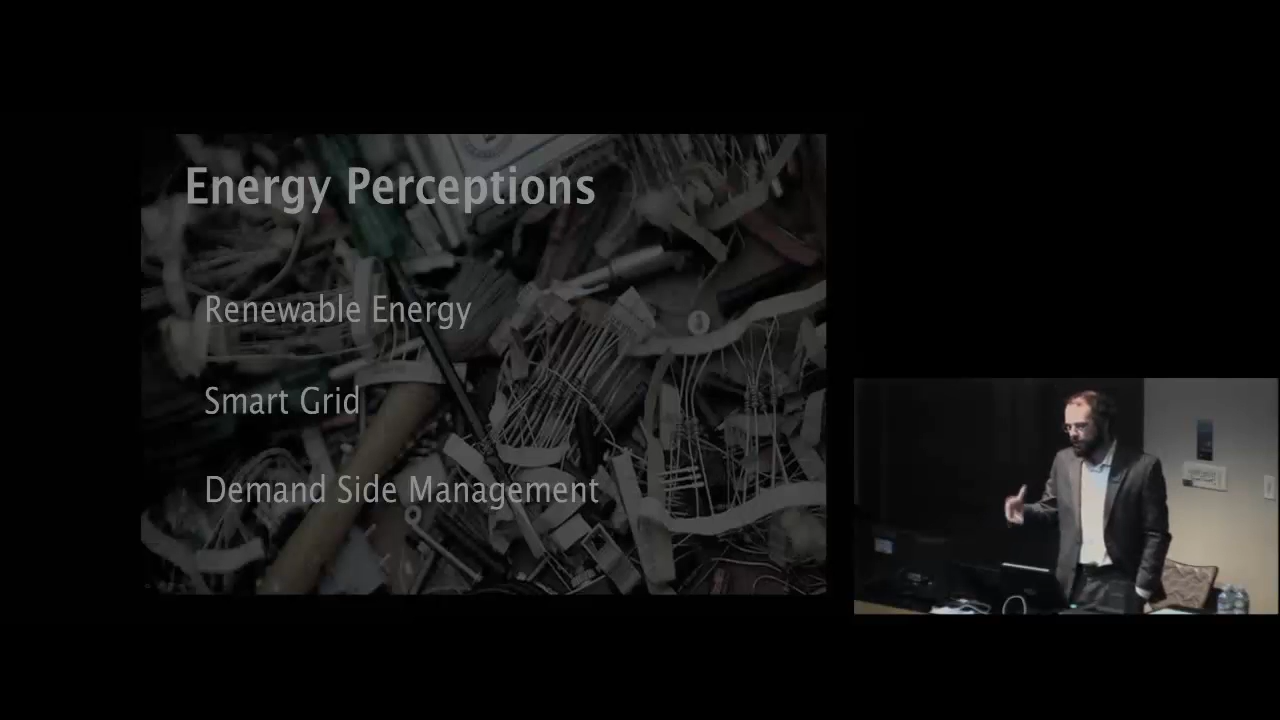 Energy Perceptions
Renewable Energy
Smart Grid
Demand Side Management